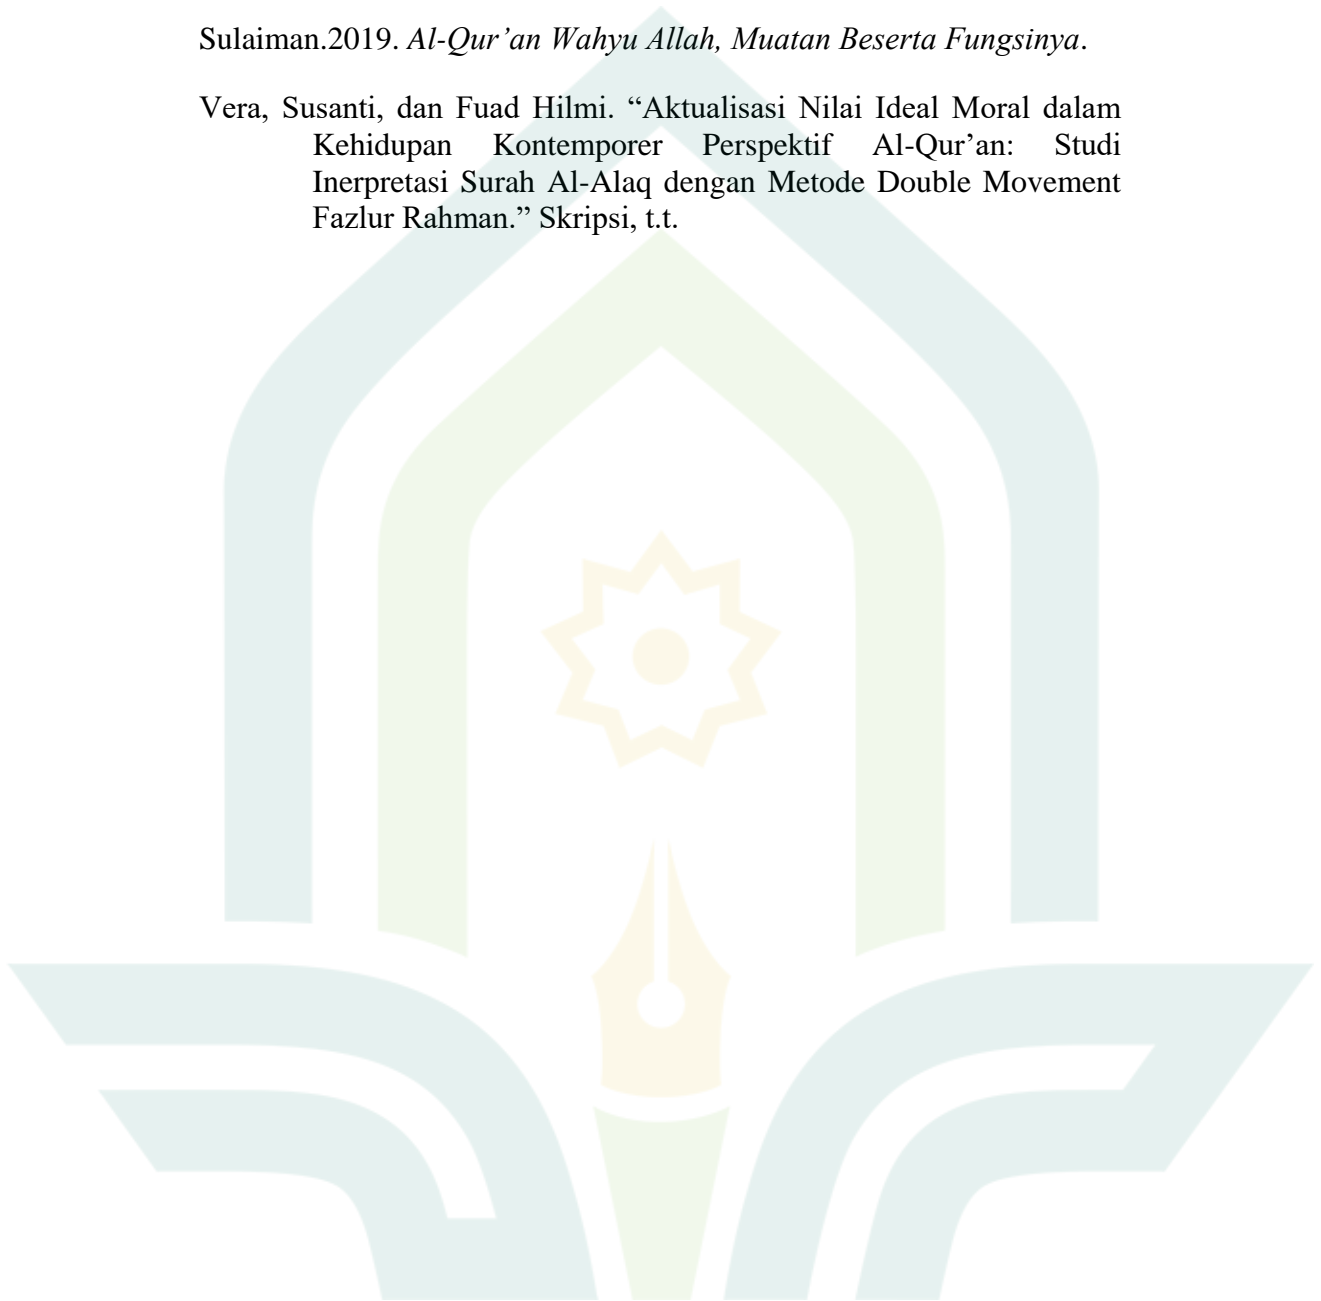 Sulaiman.2019. Al-Qur’an Wahyu Allah, Muatan Beserta Fungsinya.
Vera, Susanti, dan Fuad Hilmi. “Aktualisasi Nilai Ideal Moral dalam
Kehidupan Kontemporer Perspektif Al-Qur’an: Studi
Inerpretasi Surah Al-Alaq dengan Metode Double Movement
Fazlur Rahman.” Skripsi, t.t.